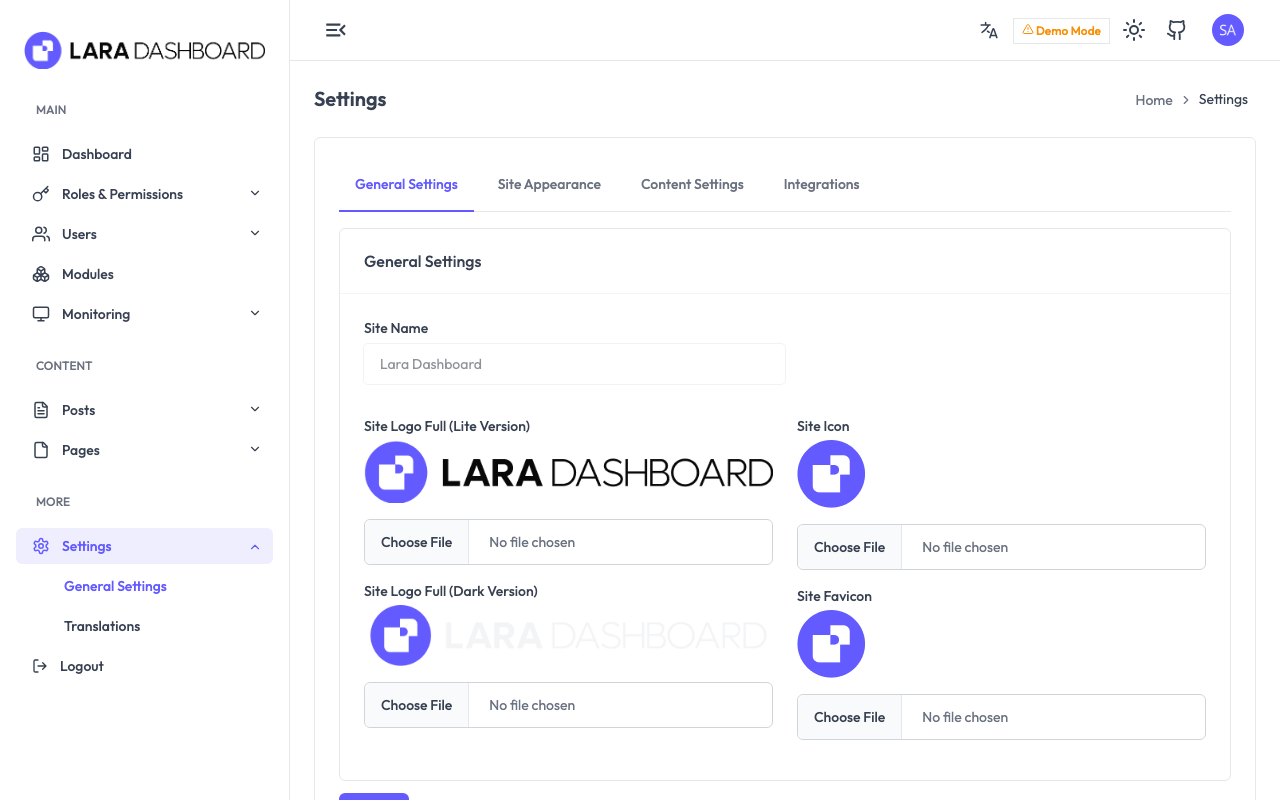 LARA DASHBOARD
Demo Mode
SA
MAIN
Dashboard
Roles & Permissions
Users
Modules
Monitoring
CONTENT
Posts
Pages
MORE
Settings
General Settings
Translations
Logout
Settings
Home > Settings
General Settings
Site Appearance
Content Settings
Integrations
General Settings
Site Name
Lara Dashboard
Site Logo Full (Lite Version)
LARA DASHBOARD
Choose File No file chosen
Site Icon
Choose File No file chosen
Site Logo Full (Dark Version)
LARA DASHBOARD
Choose File No file chosen
Site Favicon
Choose File No file chosen